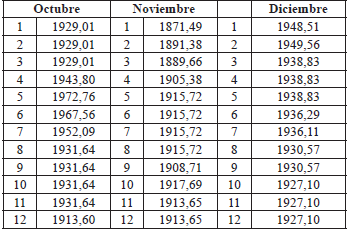 Octubre Noviembre Diciembre
1 1929,01 1 1871,49 1 1948,51
2 1929,01 2 1891,38 2 1949,56
3 1929,01 3 1889,66 3 1938,83
4 1943,80 4 1905,38 4 1938,83
5 1972,76 5 1915,72 5 1938,83
6 1967,56 6 1915,72 6 1936,29
7 1952,09 7 1915,72 7 1936,11
8 1931,64 8 1915,72 8 1930,57
9 1931,64 9 1908,71 9 1930,57
10 1931,64 10 1917,69 10 1927,10
11 1931,64 11 1913,65 11 1927,10
12 1913,60 12 1913,65 12 1927,10